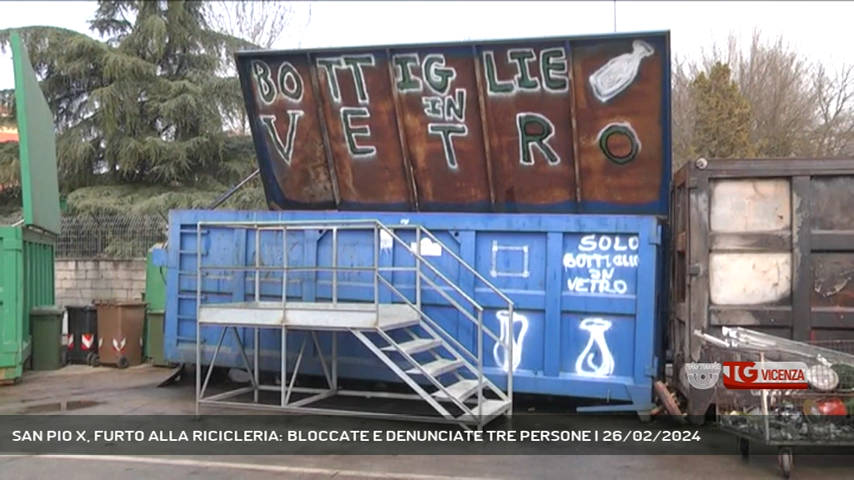 BOTTIGLIE
IN
VETRO
SOLO
BOTTIGLIE
IN
VETRO
TG VICENZA
SAN PIO X, FURTO ALLA RICICLERIA: BLOCCATE E DENUNCIATE TRE PERSONE | 26/02/2024